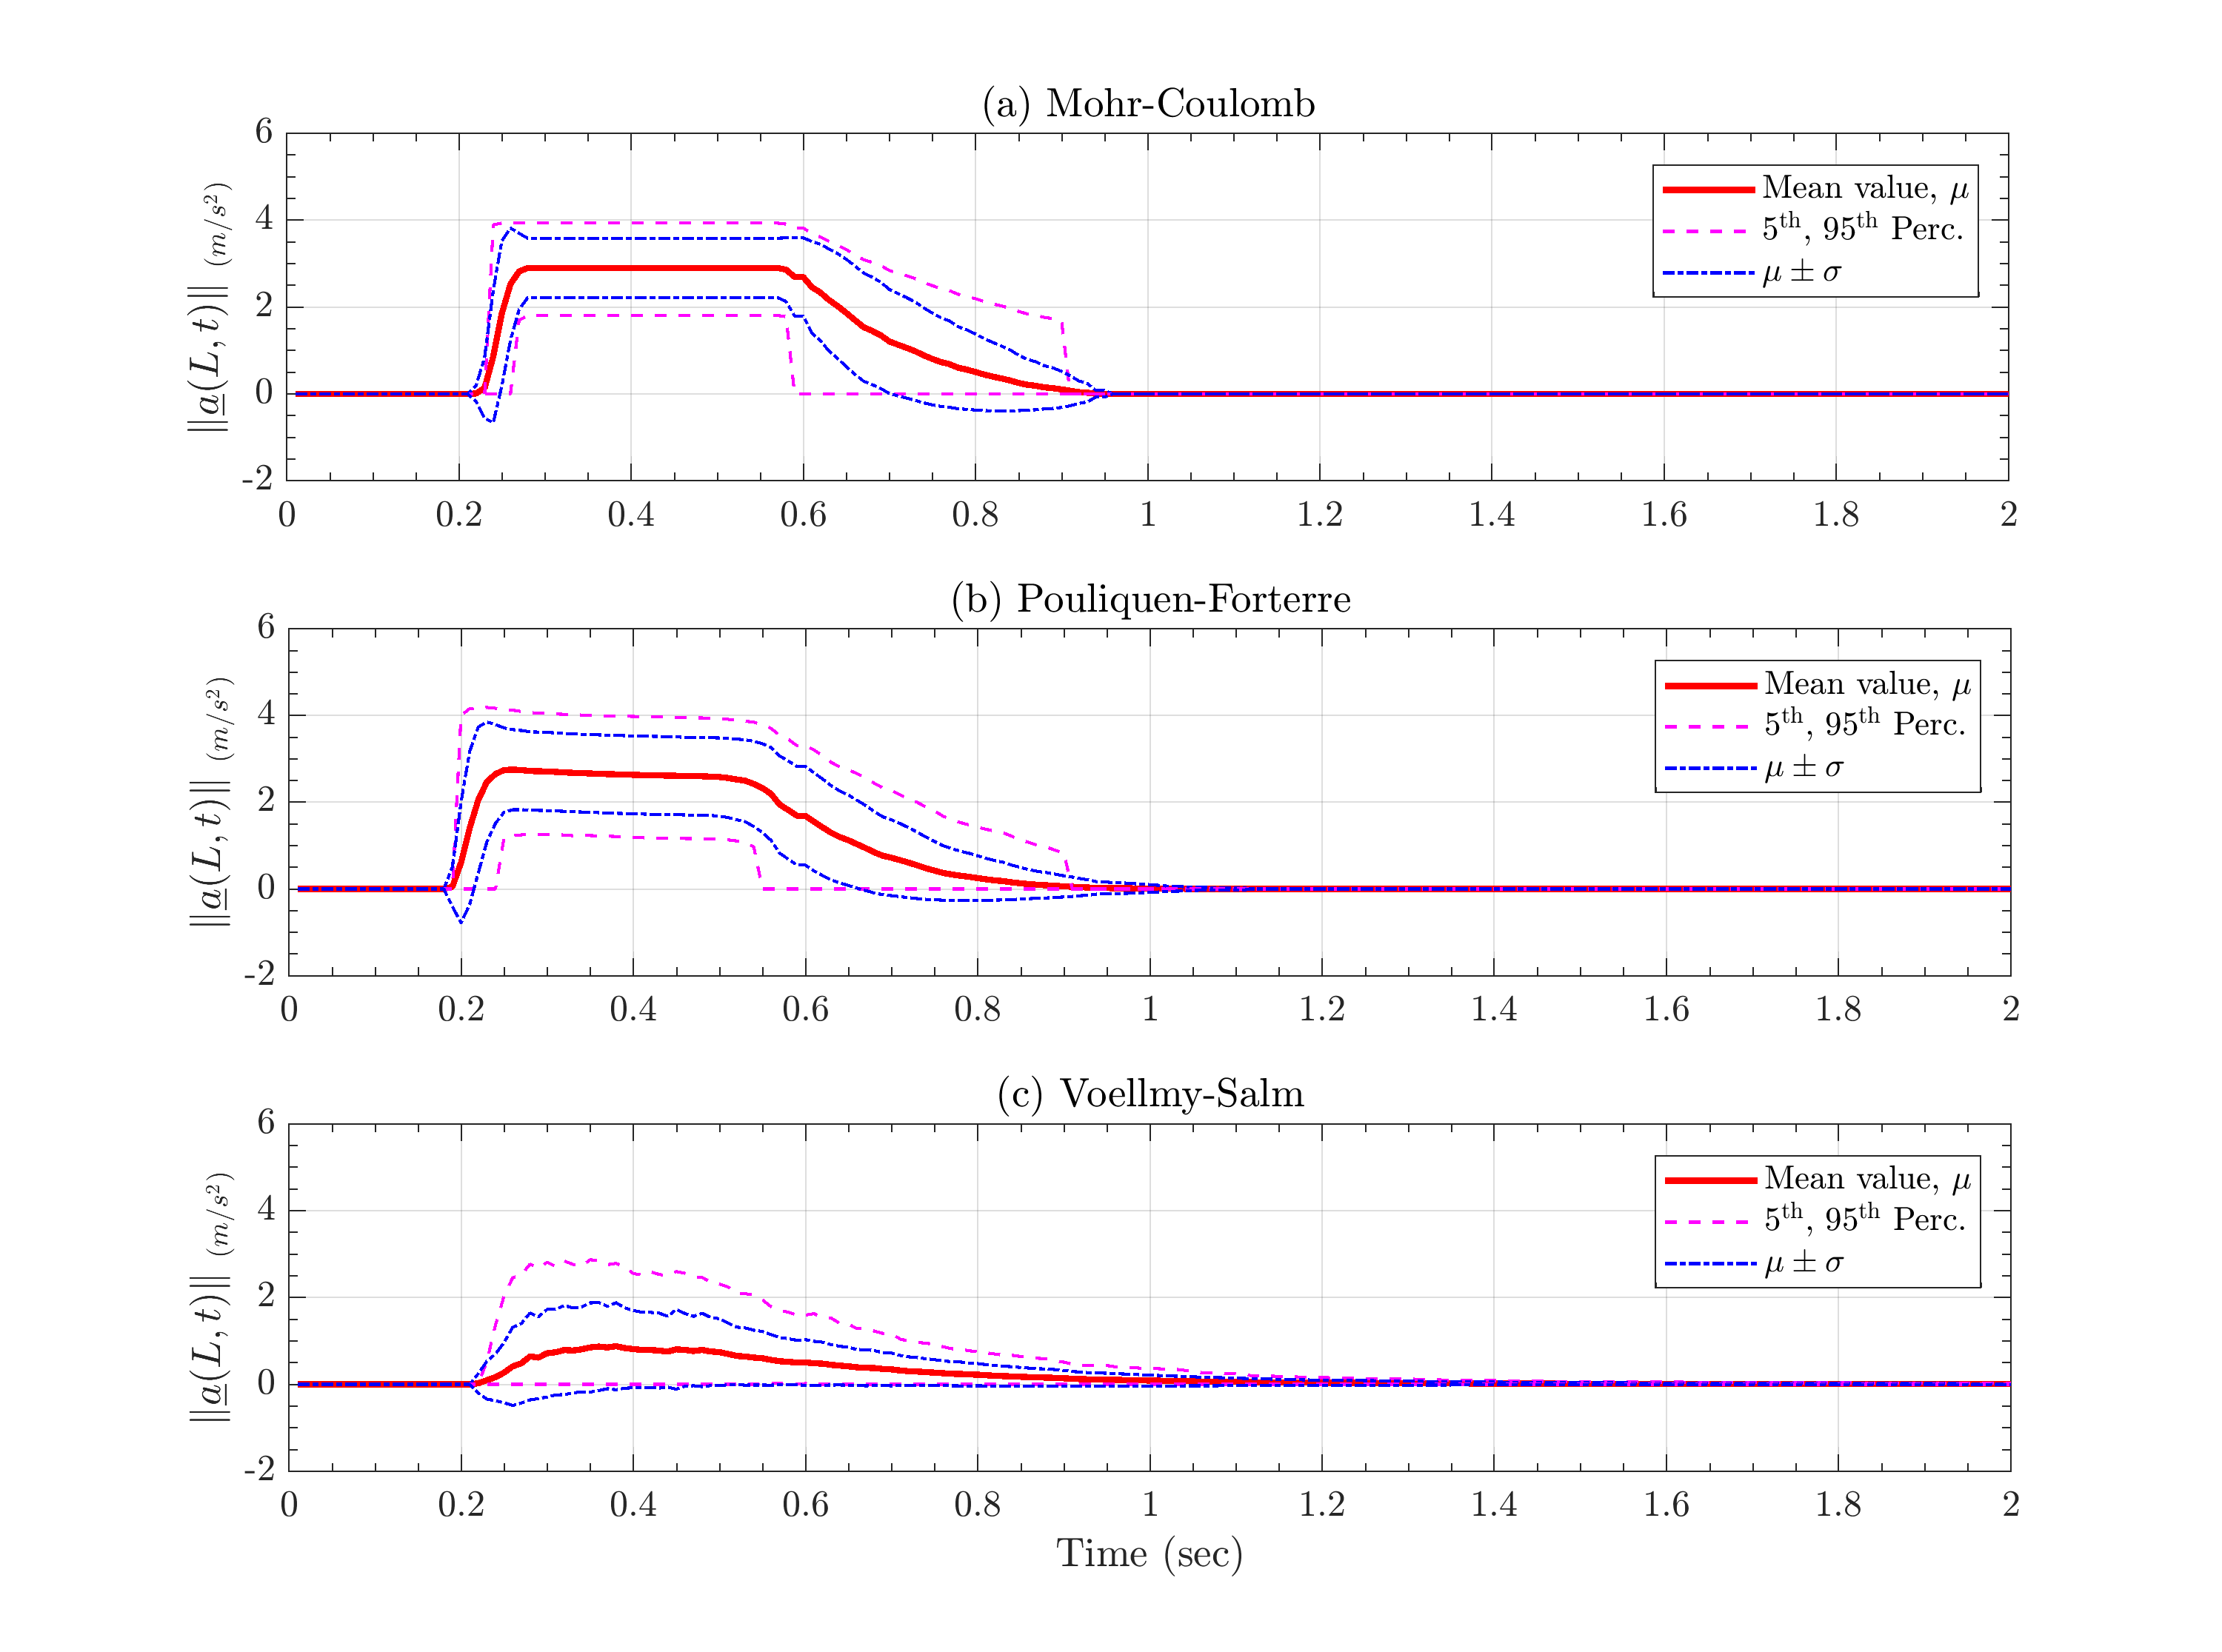 (a) Mohr-Coulomb
||a(L, t)|| (m/s²)
6
4
2
0
-2
Mean value, μ
5th, 95th Perc.
μ ± σ
0 0.2 0.4 0.6 0.8 1 1.2 1.4 1.6 1.8 2
(b) Pouliquen-Forterre
||a(L, t)|| (m/s²)
6
4
2
0
-2
Mean value, μ
5th, 95th Perc.
μ ± σ
0 0.2 0.4 0.6 0.8 1 1.2 1.4 1.6 1.8 2
(c) Voellmy-Salm
||a(L, t)|| (m/s²)
6
4
2
0
-2
Mean value, μ
5th, 95th Perc.
μ ± σ
0 0.2 0.4 0.6 0.8 1 1.2 1.4 1.6 1.8 2
Time (sec)